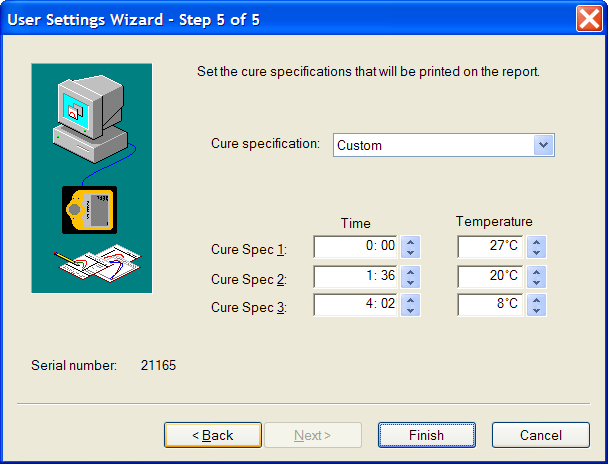 User Settings Wizard - Step 5 of 5
Set the cure specifications that will be printed on the report.
Cure specification: Custom
Time Temperature
Cure Spec 1: 0: 00 27°C
Cure Spec 2: 1: 36 20°C
Cure Spec 3: 4: 02 8°C
Serial number: 21165
< Back Next > Finish Cancel